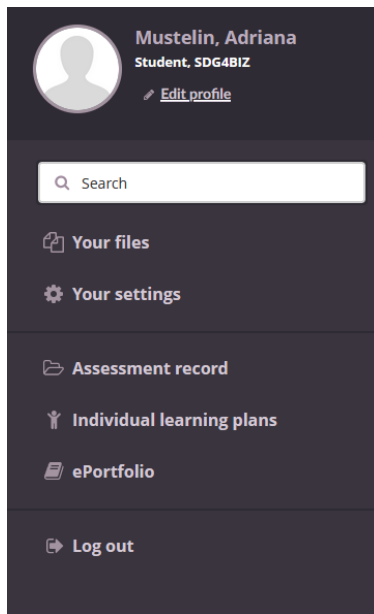 Mustelin, Adriana
Student, SDG4BIZ
Edit profile
Search
Your files
Your settings
Assessment record
Individual learning plans
ePortfolio
Log out